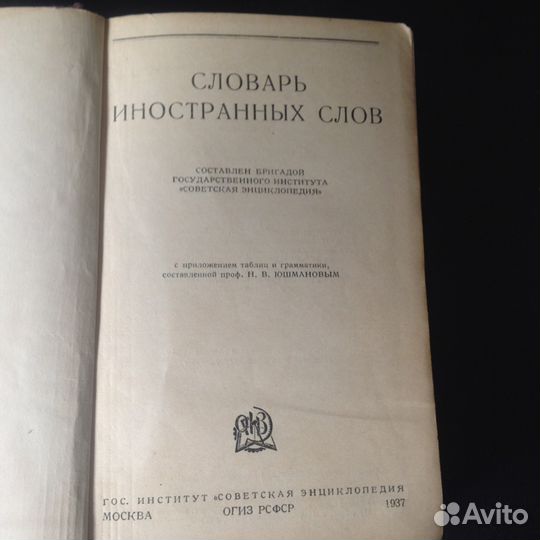 СЛОВАРЬ
ИНОСТРАННЫХ СЛОВ
СОСТАВЛЕН БРИГАДОЙ
ГОСУДАРСТВЕННОГО ИНСТИТУТА
«СОВЕТСКАЯ ЭНЦИКЛОПЕДИЯ»
с приложением таблиц и грамматики,
составленной проф. Н. В. ЮШМАНОВЫМ
ГОС. ИНСТИТУТ «СОВЕТСКАЯ ЭНЦИКЛОПЕДИЯ
МОСКВА ОГИЗ РСФСР 1937
Avito